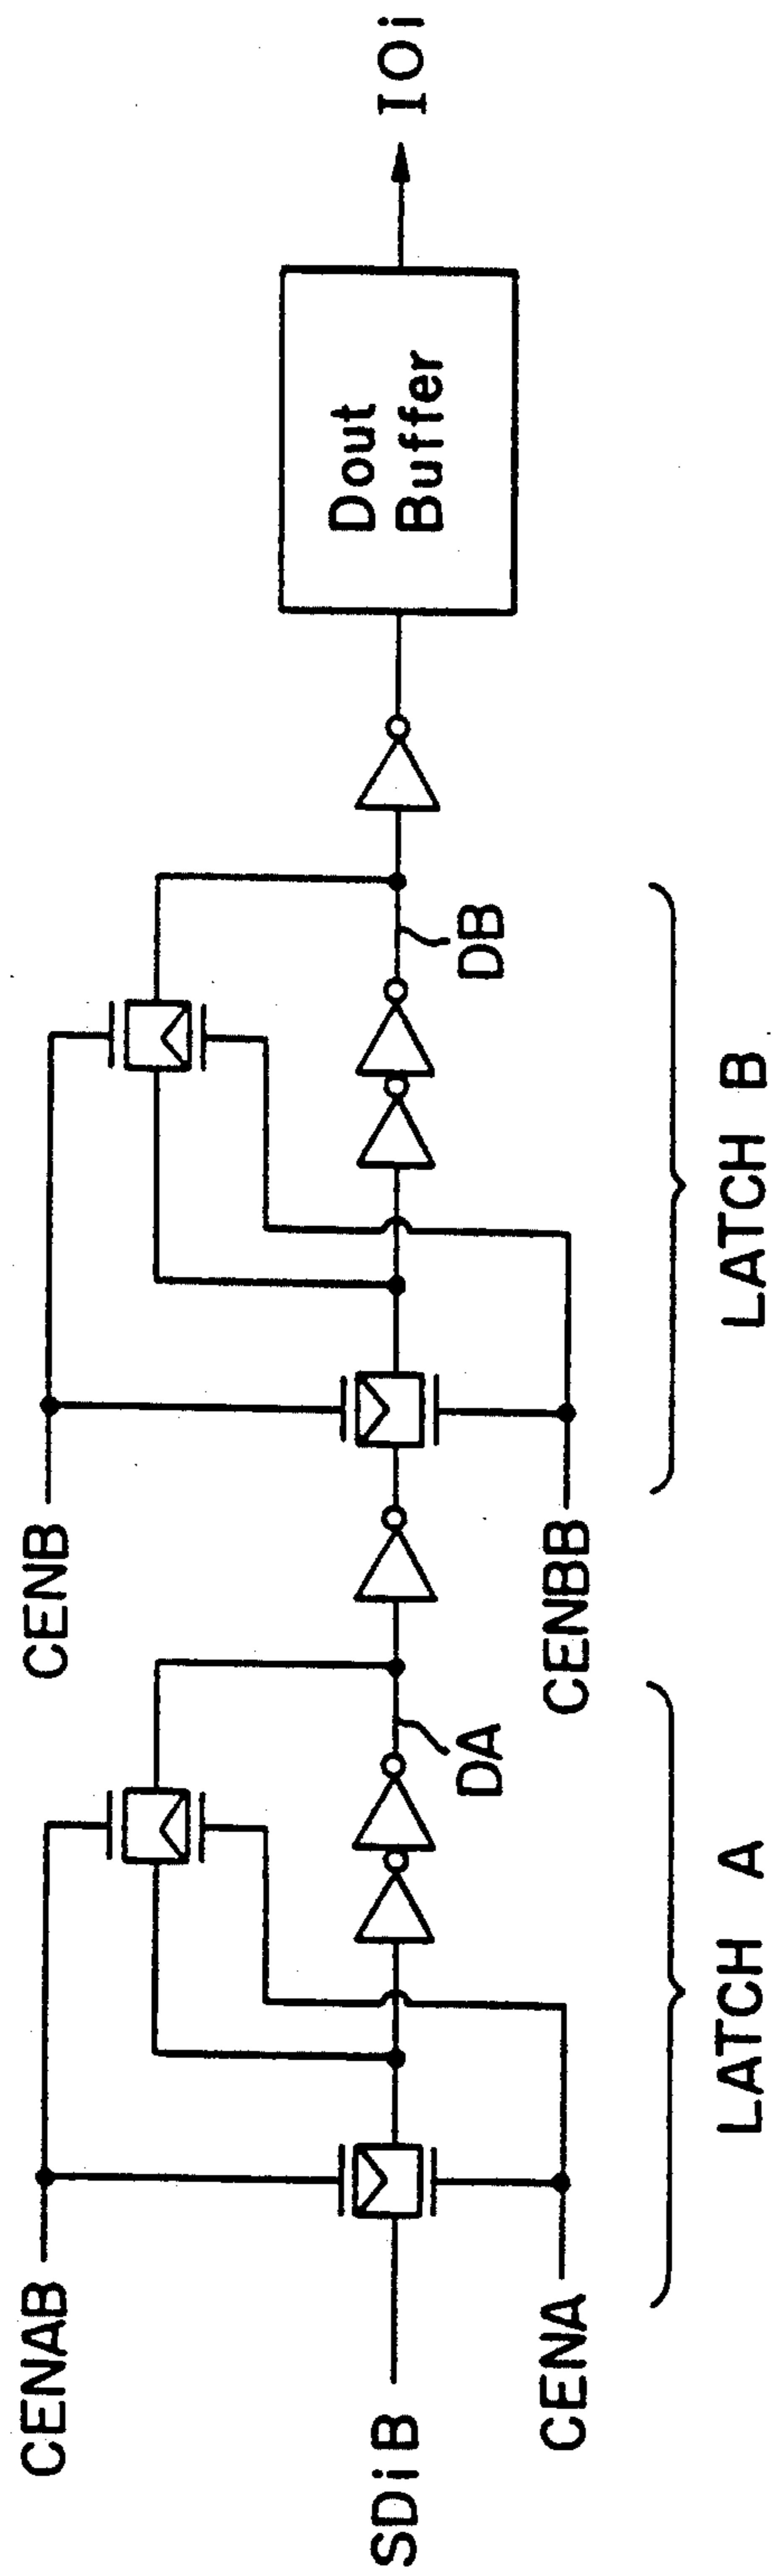 CENAB
SDiB
CENA
LATCH A
DA
CENB
CENBB
LATCH B
DB
Dout
Buffer
IOi